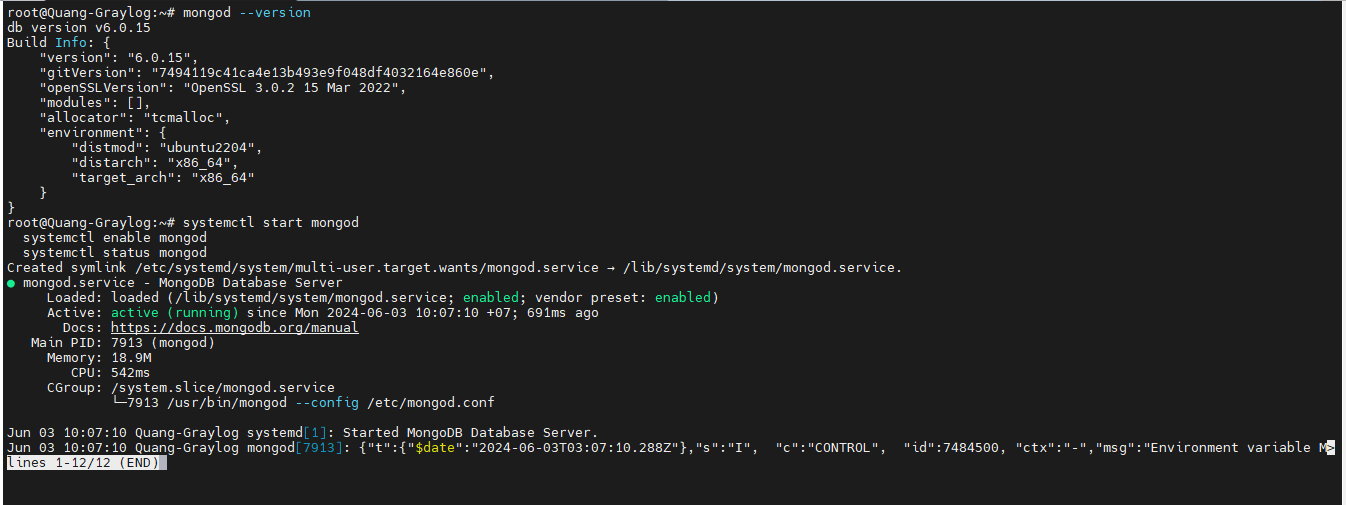 root@Quang-Graylog:~# mongod --version
db version v6.0.15
Build Info: {
    "version": "6.0.15",
    "gitVersion": "7494119c41ca4e13b493e9f048df4032164e860e",
    "openSSLVersion": "OpenSSL 3.0.2 15 Mar 2022",
    "modules": [],
    "allocator": "tcmalloc",
    "environment": {
        "distmod": "ubuntu2204",
        "distarch": "x86_64",
        "target_arch": "x86_64"
    }
}
root@Quang-Graylog:~# systemctl start mongod
  systemctl enable mongod
  systemctl status mongod
Created symlink /etc/systemd/system/multi-user.target.wants/mongod.service → /lib/systemd/system/mongod.service.
● mongod.service - MongoDB Database Server
     Loaded: loaded (/lib/systemd/system/mongod.service; enabled; vendor preset: enabled)
     Active: active (running) since Mon 2024-06-03 10:07:10 +07; 691ms ago
       Docs: https://docs.mongodb.org/manual
   Main PID: 7913 (mongod)
     Memory: 18.9M
        CPU: 542ms
     CGroup: /system.slice/mongod.service
             └─7913 /usr/bin/mongod --config /etc/mongod.conf
Jun 03 10:07:10 Quang-Graylog systemd[1]: Started MongoDB Database Server.
Jun 03 10:07:10 Quang-Graylog mongod[7913]: {"t":{"$date":"2024-06-03T03:07:10.288Z"},"s":"I",  "c":"CONTROL",  "id":7484500, "ctx":"-","msg":"Environment variable M>
lines 1-12/12 (END)